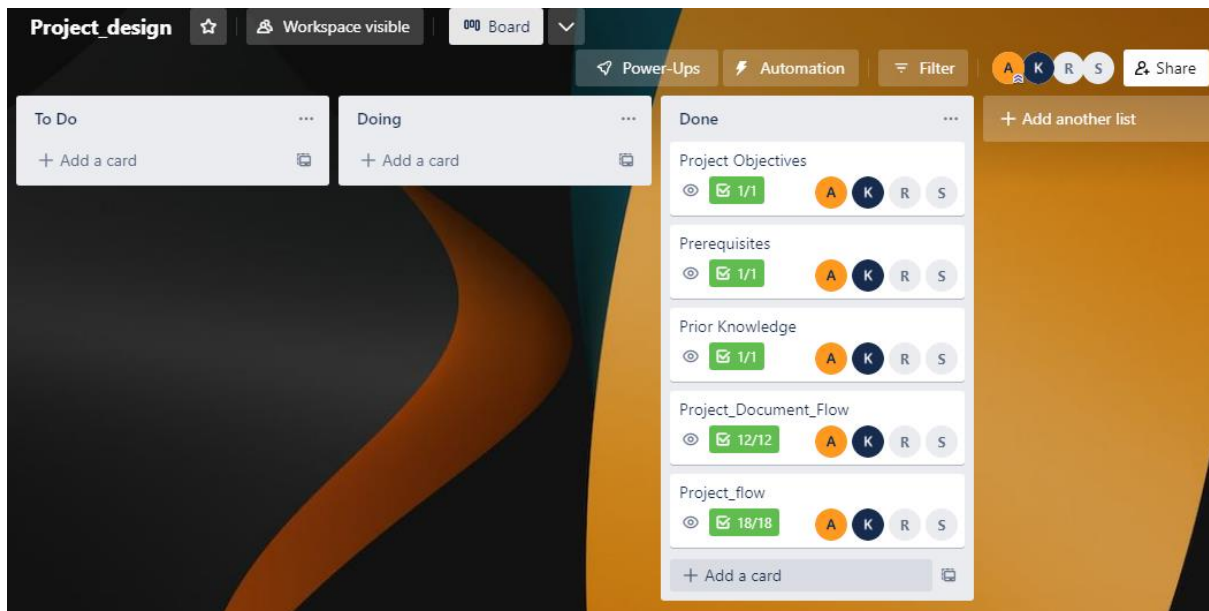 Project_design
Workspace visible
Board
Power-Ups
Automation
Filter
A K R S
Share
To Do
+ Add a card
Doing
+ Add a card
Done
Project Objectives
1/1 A K R S
Prerequisites
1/1 A K R S
Prior Knowledge
1/1 A K R S
Project_Document_Flow
12/12 A K R S
Project_flow
18/18 A K R S
+ Add a card
+ Add another list